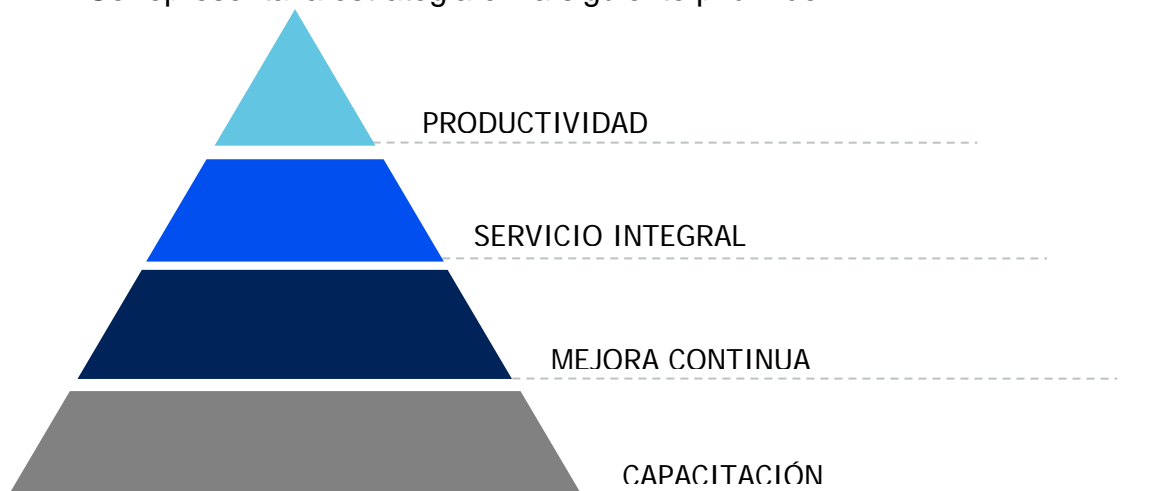 PRODUCTIVIDAD
SERVICIO INTEGRAL
MEJORA CONTINUA
CAPACITACIÓN